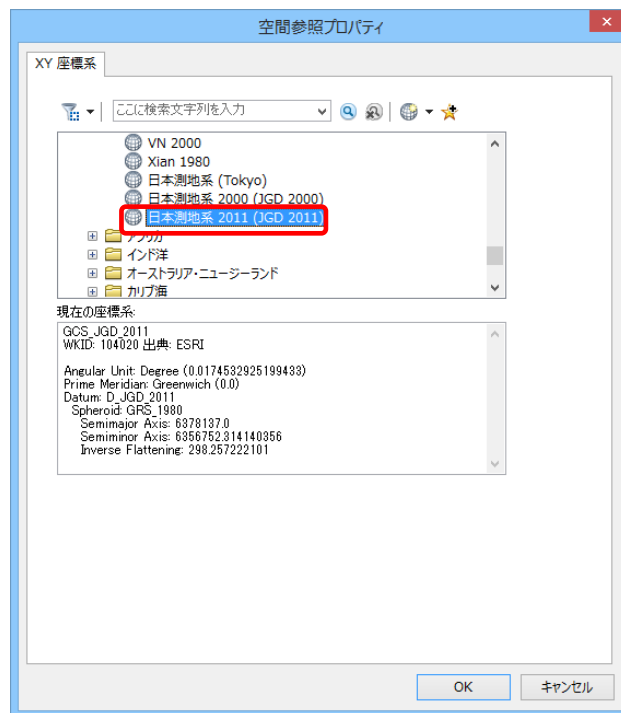 空間参照プロパティ
XY 座標系
ここに検索文字列を入力
VN 2000
Xian 1980
日本測地系 (Tokyo)
日本測地系 2000 (JGD 2000)
日本測地系 2011 (JGD 2011)
アフリカ
インド洋
オーストラリア・ニュージーランド
カリブ海
現在の座標系:
GCS_JGD_2011
WKID: 104020 出典: ESRI
Angular Unit: Degree (0.0174532925199433)
Prime Meridian: Greenwich (0.0)
Datum: D_JGD_2011
Spheroid: GRS_1980
Semimajor Axis: 6378137.0
Semiminor Axis: 6356752.314140356
Inverse Flattening: 298.257222101
OK
キャンセル